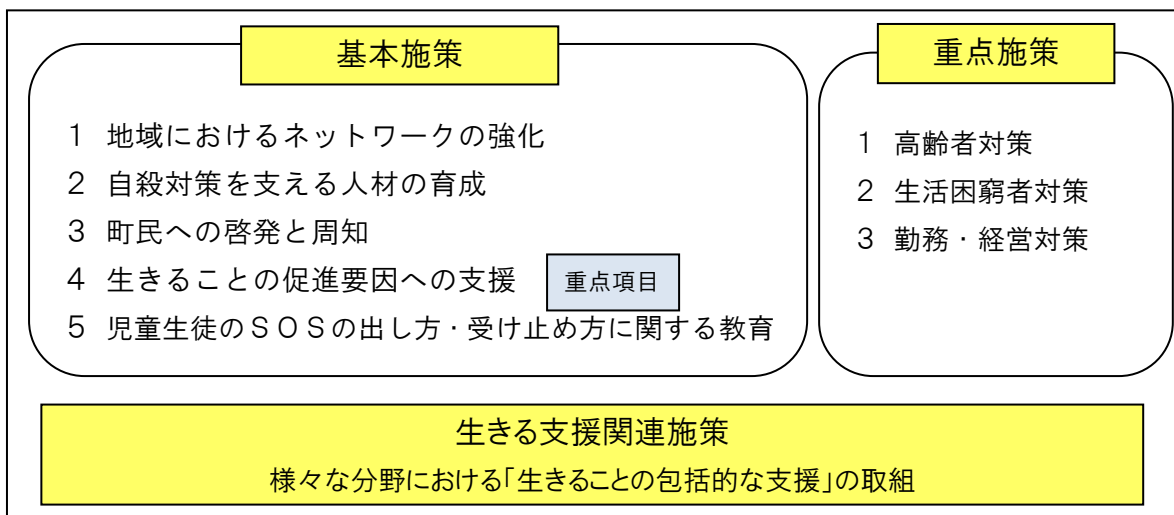 基本施策
1 地域におけるネットワークの強化
2 自殺対策を支える人材の育成
3 町民への啓発と周知
4 生きることの促進要因への支援 重点項目
5 児童生徒のSOSの出し方・受け止め方に関する教育
重点施策
1 高齢者対策
2 生活困窮者対策
3 勤務・経営対策
生きる支援関連施策
様々な分野における「生きることの包括的な支援」の取組